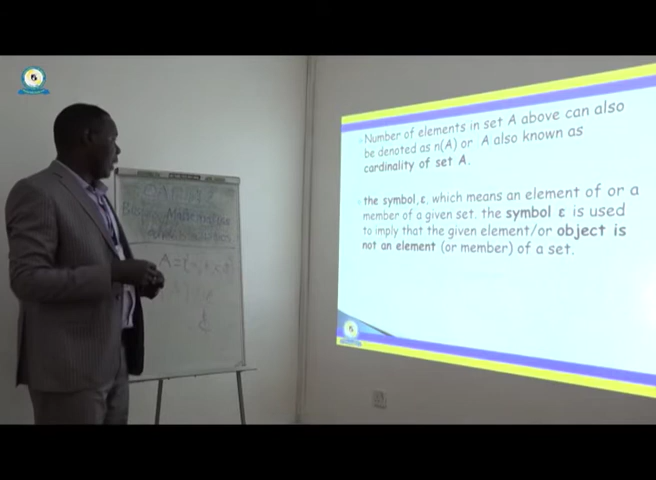 Number of elements in set A above can also
be denoted as n(A) or A also known as
cardinality of set A.
the symbol, ε, which means an element of or a
member of a given set. the symbol ε is used
to imply that the given element/or object is
not an element (or member) of a set.
A =